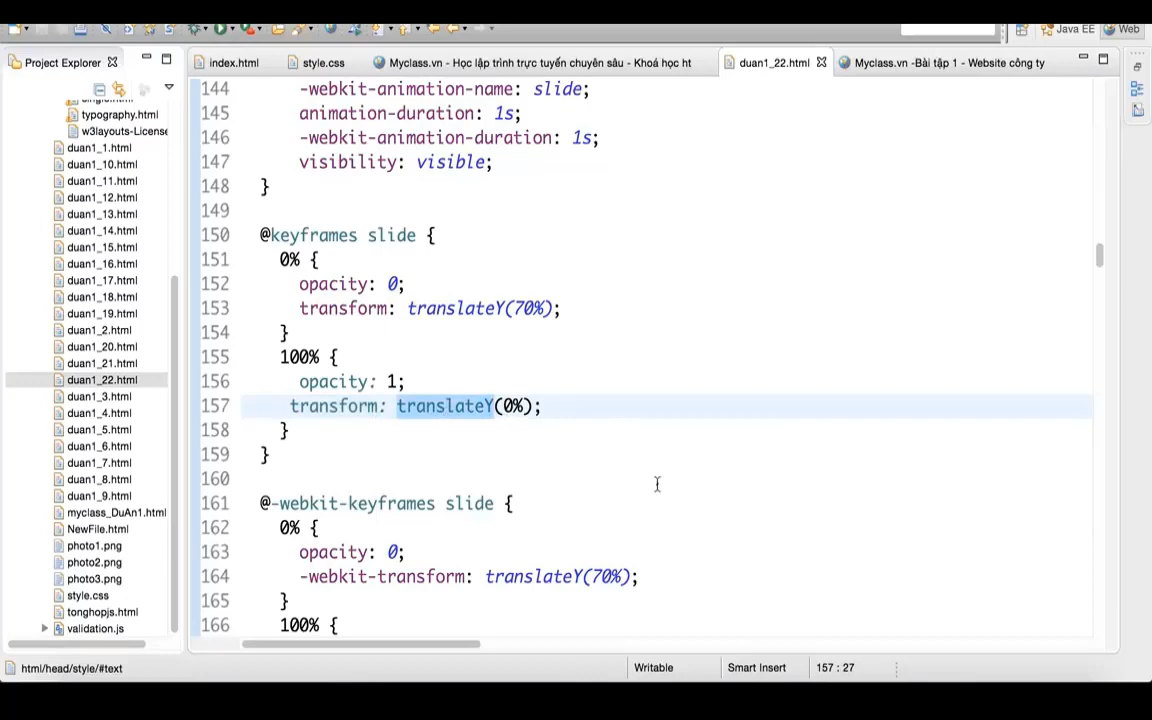 Java EE
Web
Project Explorer
index.html
style.css
Myclass.vn - Học lập trình trực tuyến chuyên sâu - Khoá học ht
duan1_22.html
Myclass.vn -Bài tập 1 - Website công ty
typography.html
w3layouts-License
duan1_1.html
duan1_10.html
duan1_11.html
duan1_12.html
duan1_13.html
duan1_14.html
duan1_15.html
duan1_16.html
duan1_17.html
duan1_18.html
duan1_19.html
duan1_2.html
duan1_20.html
duan1_21.html
duan1_22.html
duan1_3.html
duan1_4.html
duan1_5.html
duan1_6.html
duan1_7.html
duan1_8.html
duan1_9.html
myclass_DuAn1.html
NewFile.html
photo1.png
photo2.png
photo3.png
style.css
tonghopjs.html
validation.js
144 -webkit-animation-name: slide;
145 animation-duration: 1s;
146 -webkit-animation-duration: 1s;
147 visibility: visible;
148 }
149
150 @keyframes slide {
151 0% {
152 opacity: 0;
153 transform: translateY(70%);
154 }
155 100% {
156 opacity: 1;
157 transform: translateY(0%);
158 }
159 }
160
161 @-webkit-keyframes slide {
162 0% {
163 opacity: 0;
164 -webkit-transform: translateY(70%);
165 }
166 100% {
html/head/style/#text
Writable
Smart Insert
157 : 27